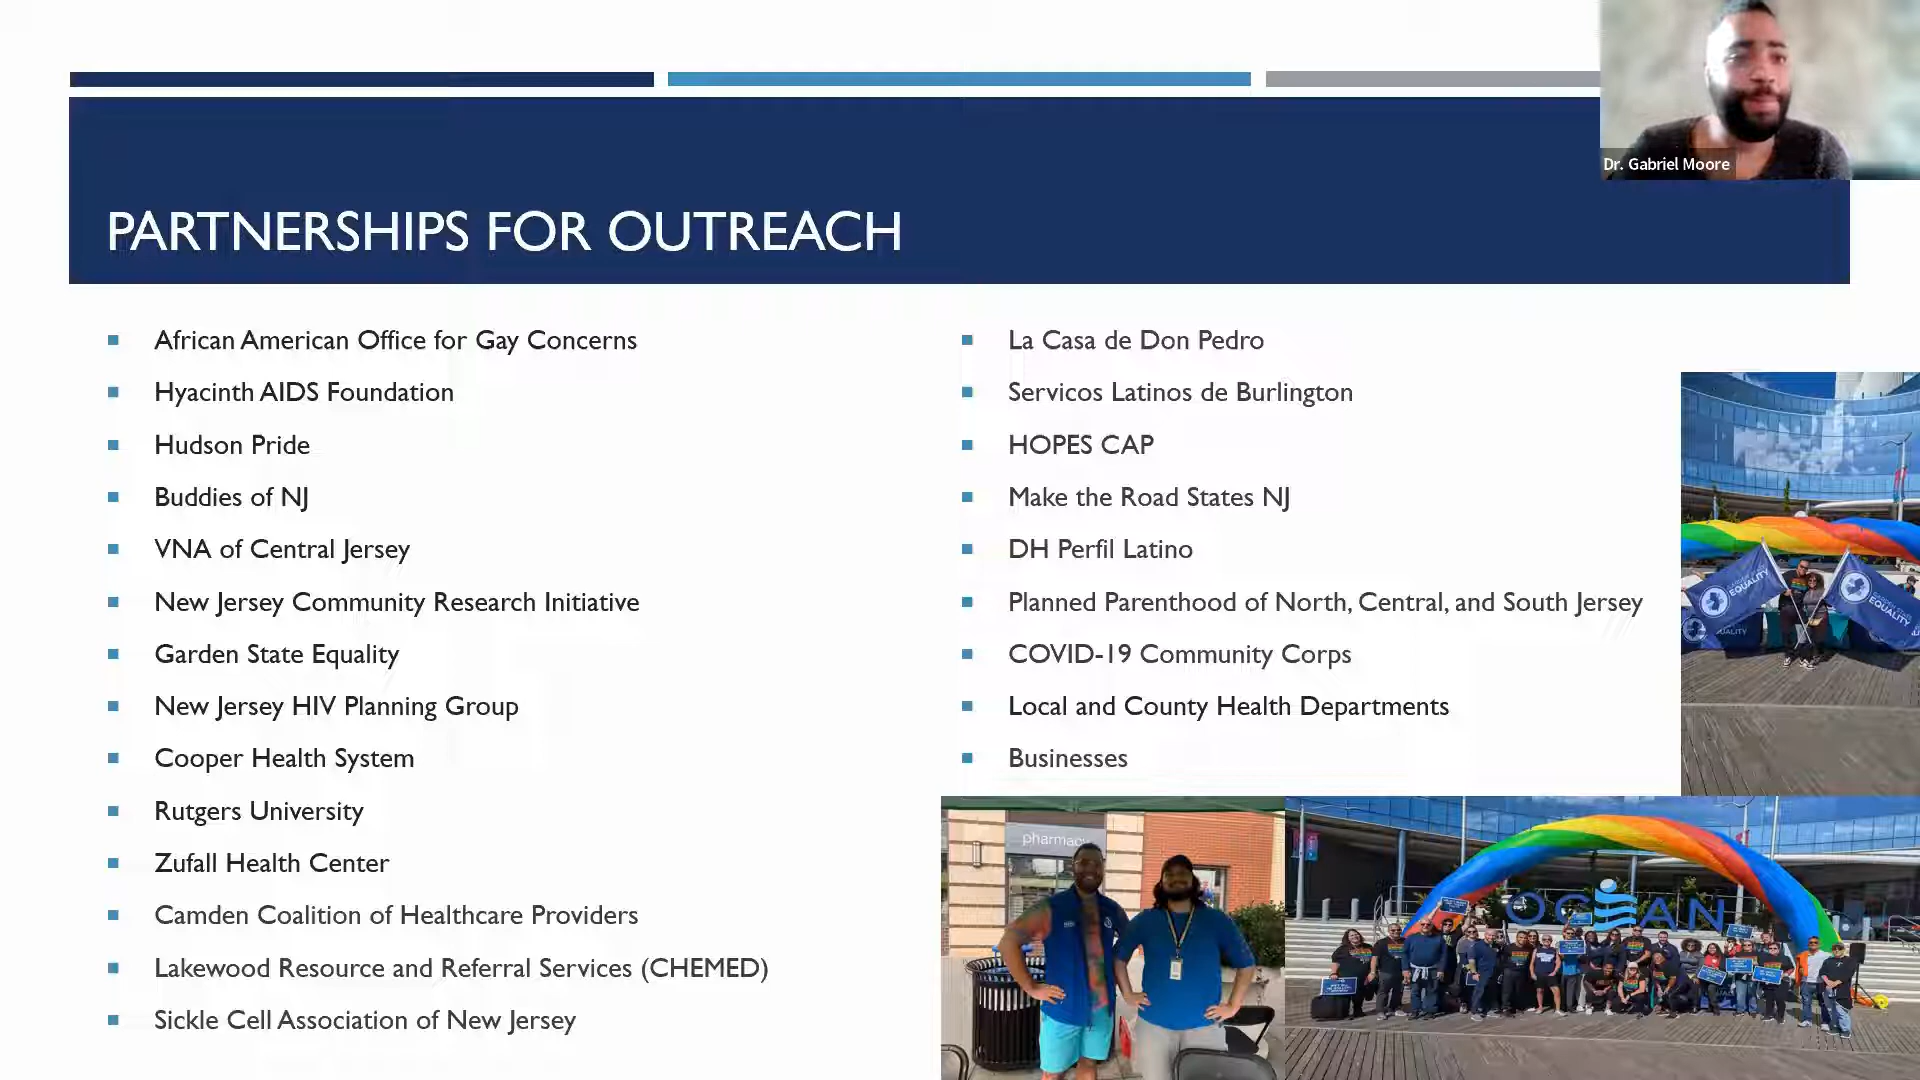 Dr. Gabriel Moore
PARTNERSHIPS FOR OUTREACH
African American Office for Gay Concerns
Hyacinth AIDS Foundation
Hudson Pride
Buddies of NJ
VNA of Central Jersey
New Jersey Community Research Initiative
Garden State Equality
New Jersey HIV Planning Group
Cooper Health System
Rutgers University
Zufall Health Center
Camden Coalition of Healthcare Providers
Lakewood Resource and Referral Services (CHEMED)
Sickle Cell Association of New Jersey
La Casa de Don Pedro
Servicos Latinos de Burlington
HOPES CAP
Make the Road States NJ
DH Perfil Latino
Planned Parenthood of North, Central, and South Jersey
COVID-19 Community Corps
Local and County Health Departments
Businesses
GARDEN STATE
EQUALITY
GARDEN STATE
EQUALITY
pharmacy
OCEAN